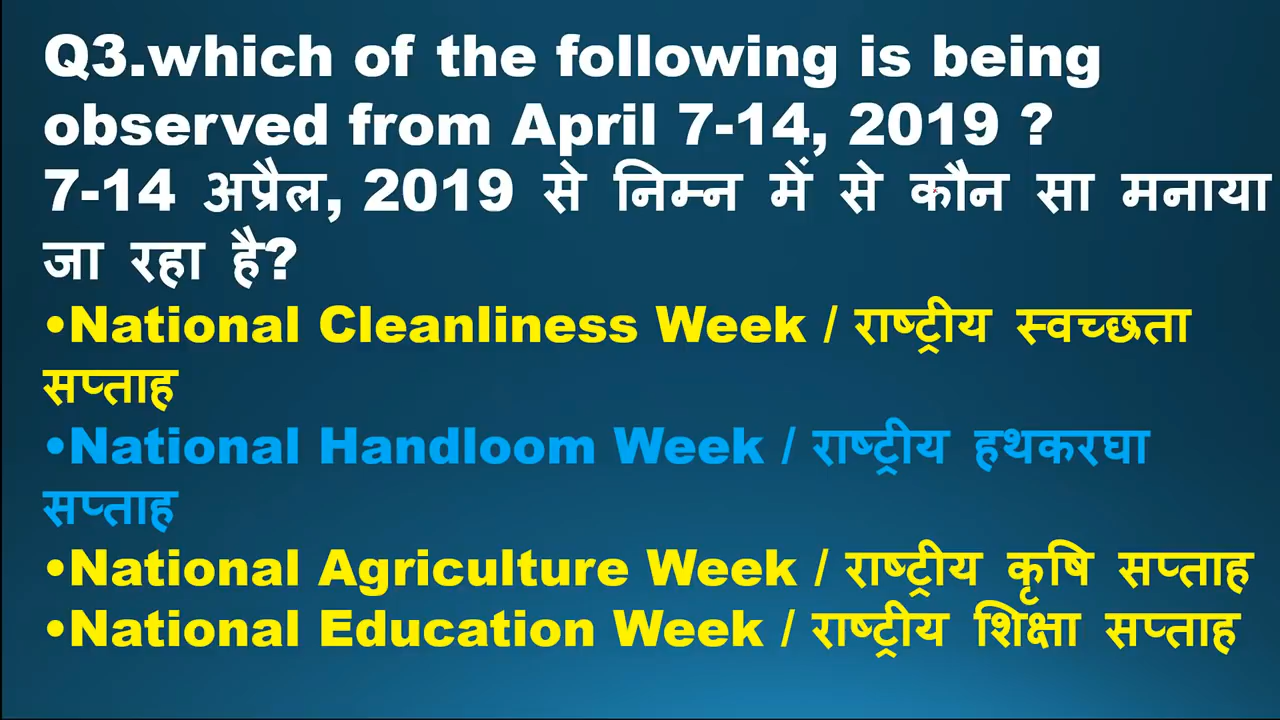 Q3.which of the following is being
observed from April 7-14, 2019 ?
7-14 अप्रैल, 2019 से निम्न में से कौन सा मनाया
जा रहा है?
•National Cleanliness Week / राष्ट्रीय स्वच्छता
सप्ताह
•National Handloom Week / राष्ट्रीय हथकरघा
सप्ताह
•National Agriculture Week / राष्ट्रीय कृषि सप्ताह
•National Education Week / राष्ट्रीय शिक्षा सप्ताह